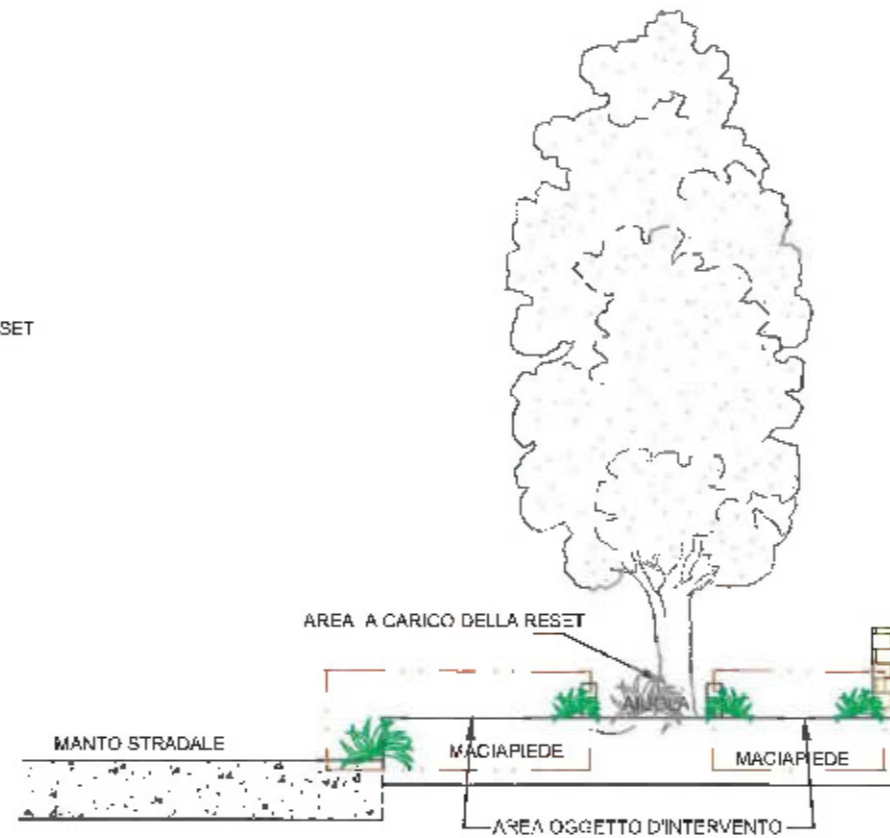 SET
AREA A CARICO DELLA RESET
AIUOLA
MANTO STRADALE
MACIAPIEDE
MACIAPIEDE
AREA OGGETTO D'INTERVENTO